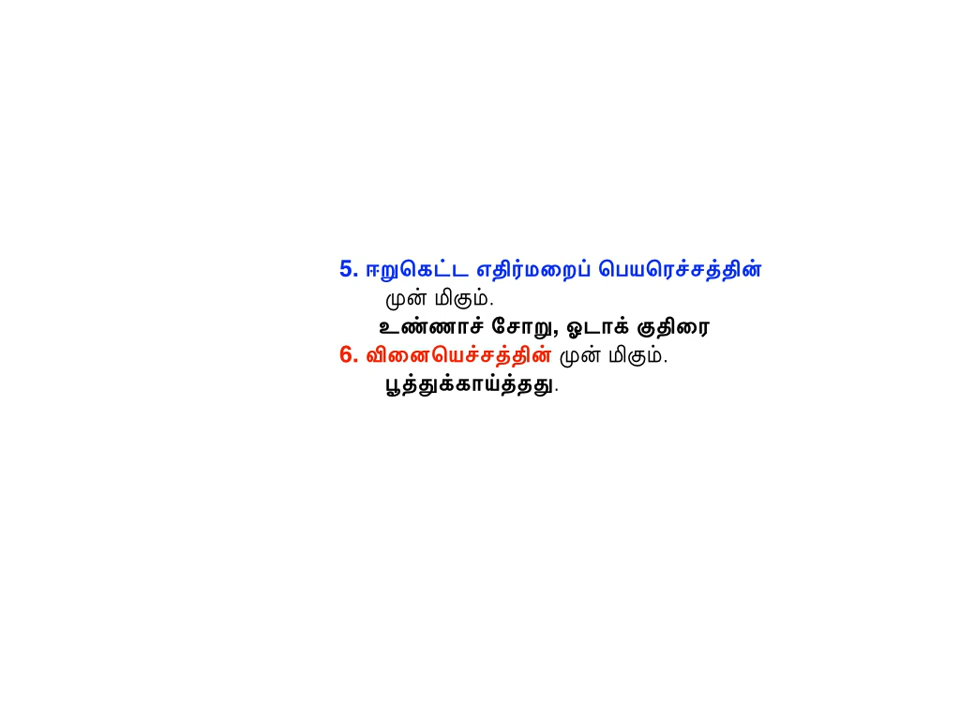 5. ஈறுகெட்ட எதிர்மறைப் பெயரெச்சத்தின்
முன் மிகும்.
உண்ணாச் சோறு, ஓடாக் குதிரை
6. வினையெச்சத்தின் முன் மிகும்.
பூத்துக்காய்த்தது.